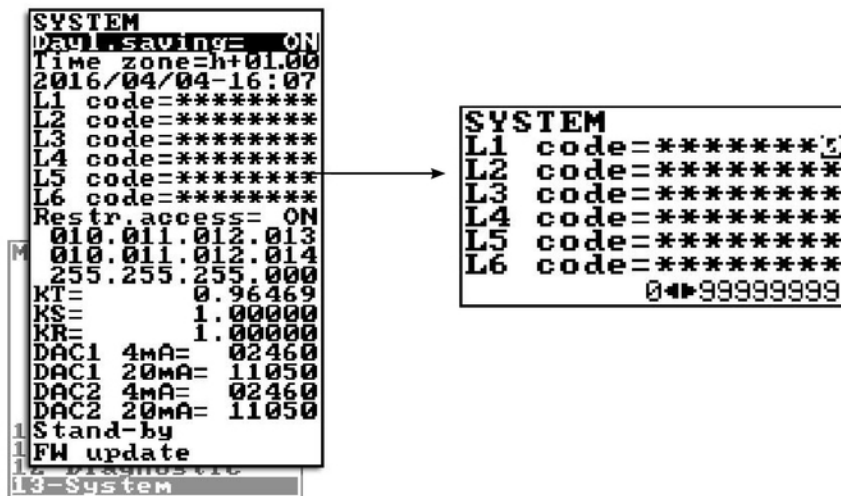 SYSTEM
Dayl.saving= ON
Time zone=h+01.00
2016/04/04-16:07
L1 code=********
L2 code=********
L3 code=********
L4 code=********
L5 code=********
L6 code=********
Restr.access= ON
010.011.012.013
010.011.012.014
255.255.255.000
KT= 0.96469
KS= 1.00000
KR= 1.00000
DAC1 4mA= 02460
DAC1 20mA= 11050
DAC2 4mA= 02460
DAC2 20mA= 11050
Stand-by
FW update
M
1
1
12 Diagnostic
13-System
SYSTEM
L1 code=*******
L2 code=********
L3 code=********
L4 code=********
L5 code=********
L6 code=********
0◄►99999999